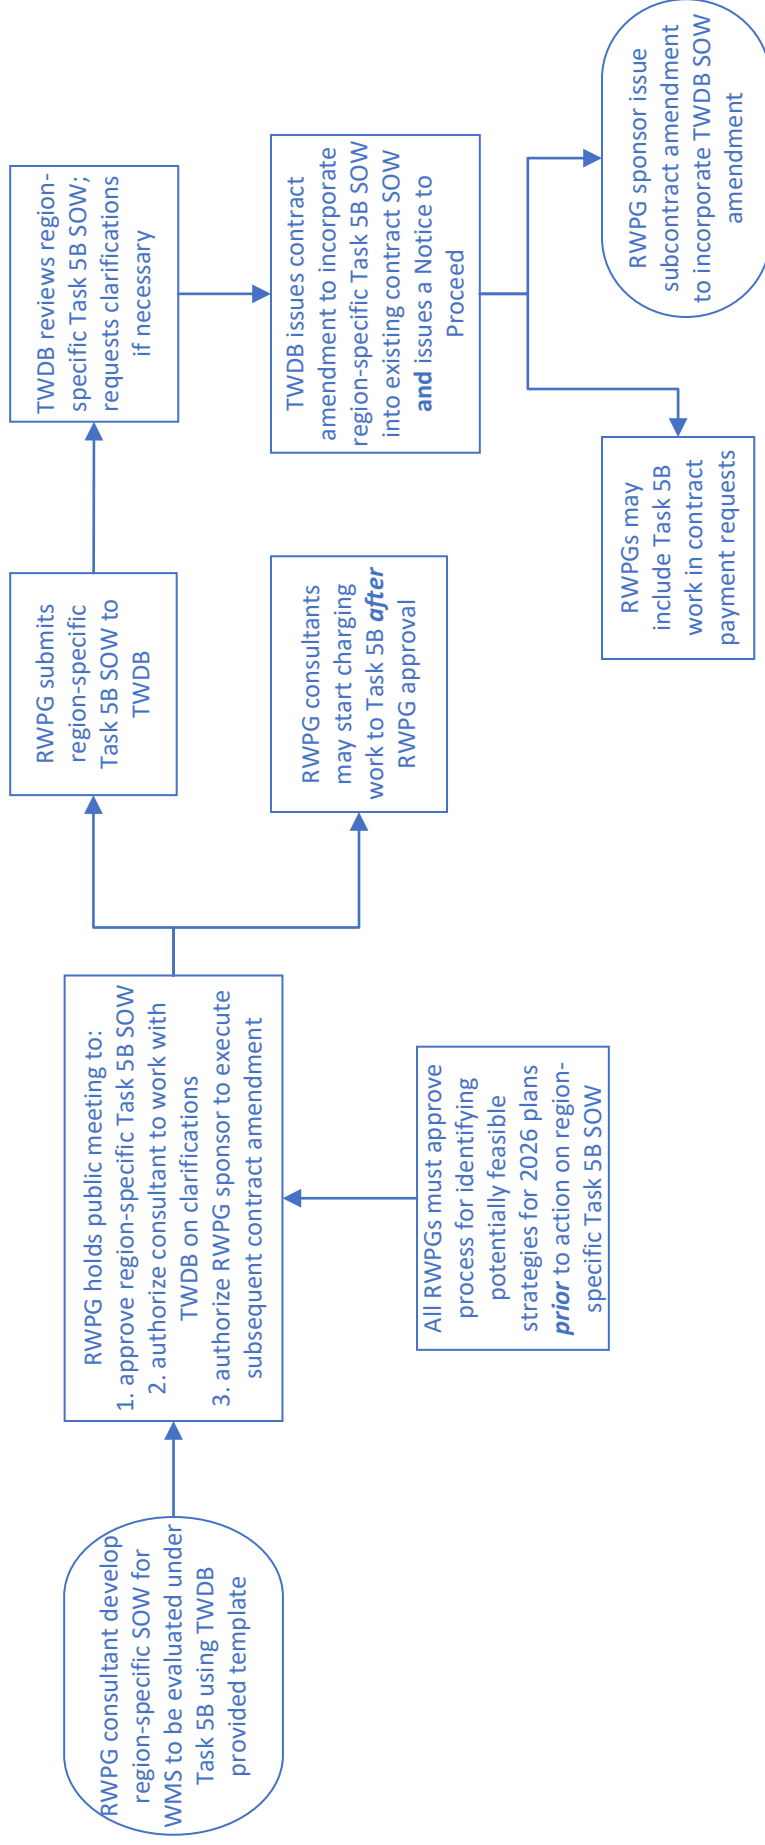 RWPG consultant develop
region-specific SOW for
WMS to be evaluated under
Task 5B using TWDB
provided template
RWPG holds public meeting to:
1. approve region-specific Task 5B SOW
2. authorize consultant to work with
TWDB on clarifications
3. authorize RWPG sponsor to execute
subsequent contract amendment
All RWPGs must approve
process for identifying
potentially feasible
strategies for 2026 plans
prior to action on region-
specific Task 5B SOW
RWPG submits
region-specific
Task 5B SOW to
TWDB
RWPG consultants
may start charging
work to Task 5B after
RWPG approval
TWDB reviews region-
specific Task 5B SOW;
requests clarifications
if necessary
TWDB issues contract
amendment to incorporate
region-specific Task 5B SOW
into existing contract SOW
and issues a Notice to
Proceed
RWPGs may
include Task 5B
work in contract
payment requests
RWPG sponsor issue
subcontract amendment
to incorporate TWDB SOW
amendment